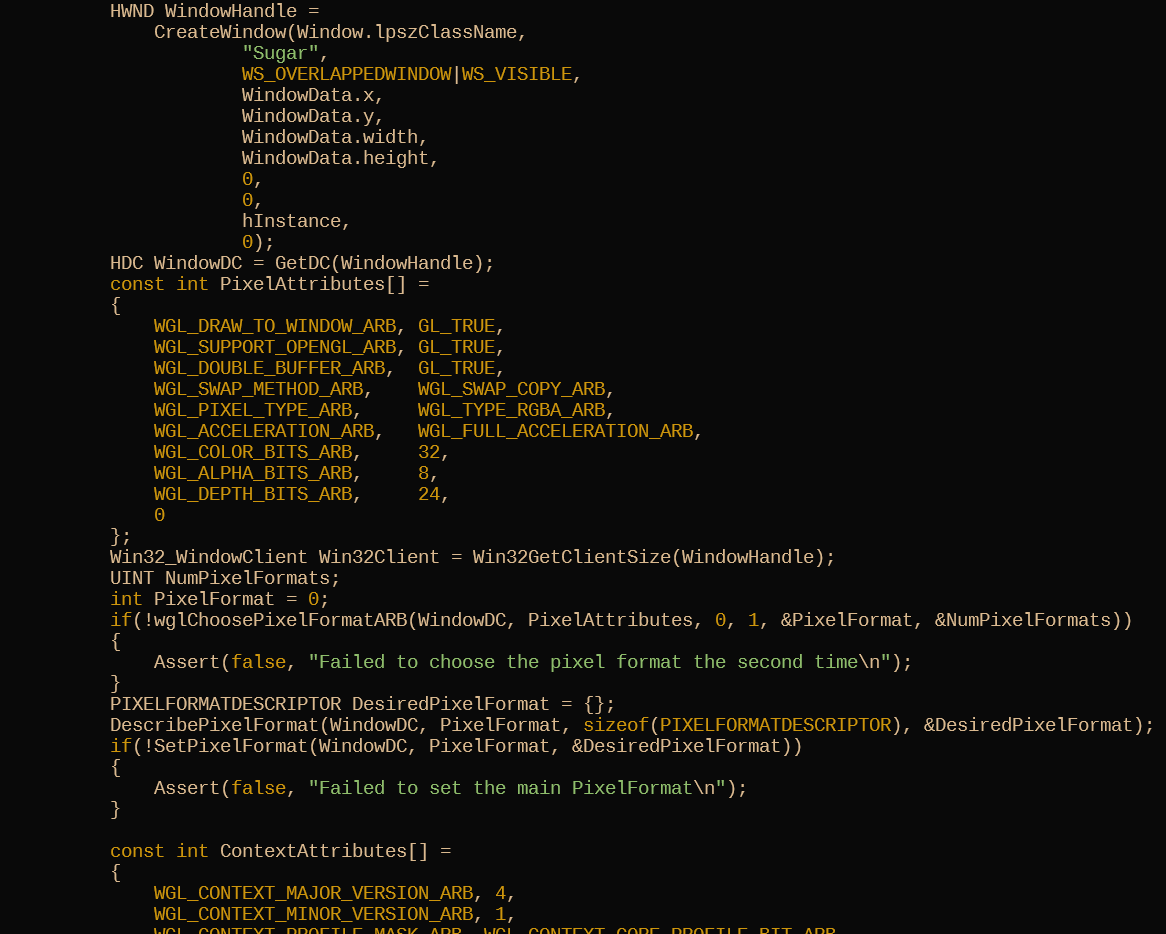 HWND WindowHandle =
CreateWindow(Window.lpszClassName,
"Sugar",
WS_OVERLAPPEDWINDOW|WS_VISIBLE,
WindowData.x,
WindowData.y,
WindowData.width,
WindowData.height,
0,
0,
hInstance,
0);
HDC WindowDC = GetDC(WindowHandle);
const int PixelAttributes[] =
{
WGL_DRAW_TO_WINDOW_ARB, GL_TRUE,
WGL_SUPPORT_OPENGL_ARB, GL_TRUE,
WGL_DOUBLE_BUFFER_ARB,  GL_TRUE,
WGL_SWAP_METHOD_ARB,    WGL_SWAP_COPY_ARB,
WGL_PIXEL_TYPE_ARB,     WGL_TYPE_RGBA_ARB,
WGL_ACCELERATION_ARB,   WGL_FULL_ACCELERATION_ARB,
WGL_COLOR_BITS_ARB,     32,
WGL_ALPHA_BITS_ARB,     8,
WGL_DEPTH_BITS_ARB,     24,
0
};
Win32_WindowClient Win32Client = Win32GetClientSize(WindowHandle);
UINT NumPixelFormats;
int PixelFormat = 0;
if(!wglChoosePixelFormatARB(WindowDC, PixelAttributes, 0, 1, &PixelFormat, &NumPixelFormats))
{
Assert(false, "Failed to choose the pixel format the second time\n");
}
PIXELFORMATDESCRIPTOR DesiredPixelFormat = {};
DescribePixelFormat(WindowDC, PixelFormat, sizeof(PIXELFORMATDESCRIPTOR), &DesiredPixelFormat);
if(!SetPixelFormat(WindowDC, PixelFormat, &DesiredPixelFormat))
{
Assert(false, "Failed to set the main PixelFormat\n");
}
const int ContextAttributes[] =
{
WGL_CONTEXT_MAJOR_VERSION_ARB, 4,
WGL_CONTEXT_MINOR_VERSION_ARB, 1,
WGL_CONTEXT_PROFILE_MASK_ARB, WGL_CONTEXT_CORE_PROFILE_BIT_ARB